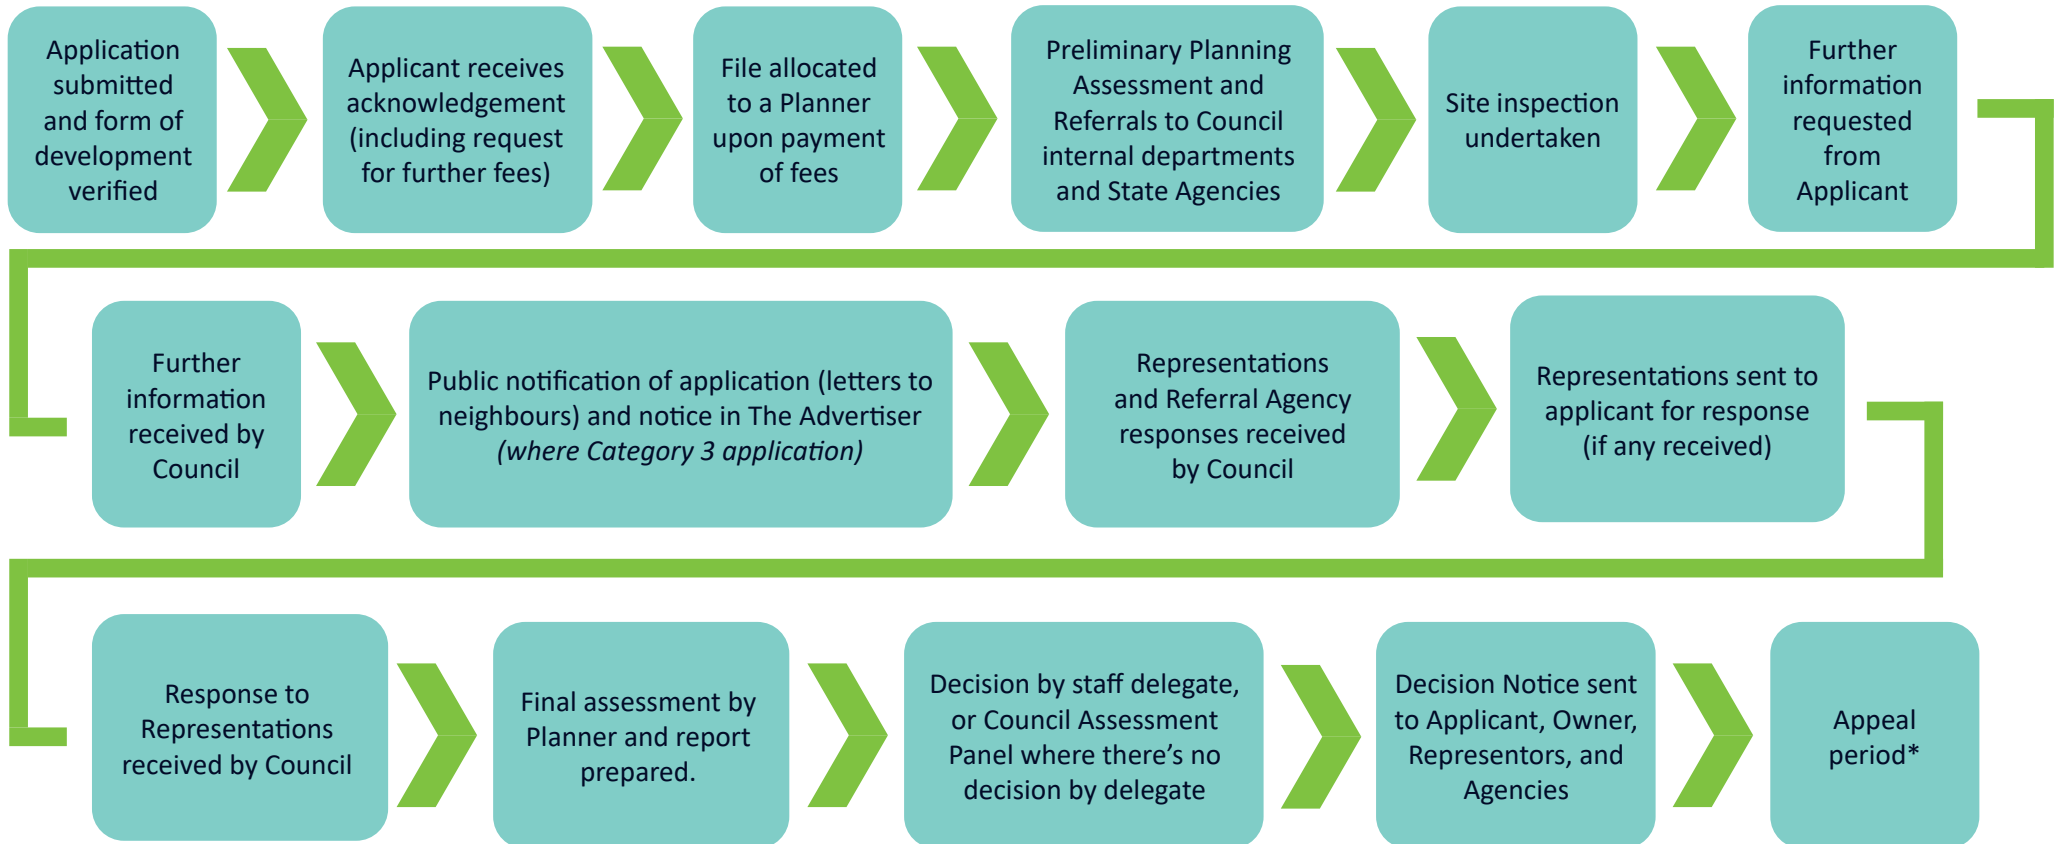 Application
submitted
and form of
development
verified
Applicant receives
acknowledgement
(including request
for further fees)
File allocated
to a Planner
upon payment
of fees
Preliminary Planning
Assessment and
Referrals to Council
internal departments
and State Agencies
Site inspection
undertaken
Further
information
requested
from
Applicant
Further
information
received by
Council
Public notification of application (letters to
neighbours) and notice in The Advertiser
(where Category 3 application)
Representations
and Referral Agency
responses received
by Council
Representations sent to
applicant for response
(if any received)
Response to
Representations
received by Council
Final assessment by
Planner and report
prepared.
Decision by staff delegate,
or Council Assessment
Panel where there’s no
decision by delegate
Decision Notice sent
to Applicant, Owner,
Representors, and
Agencies
Appeal
period*